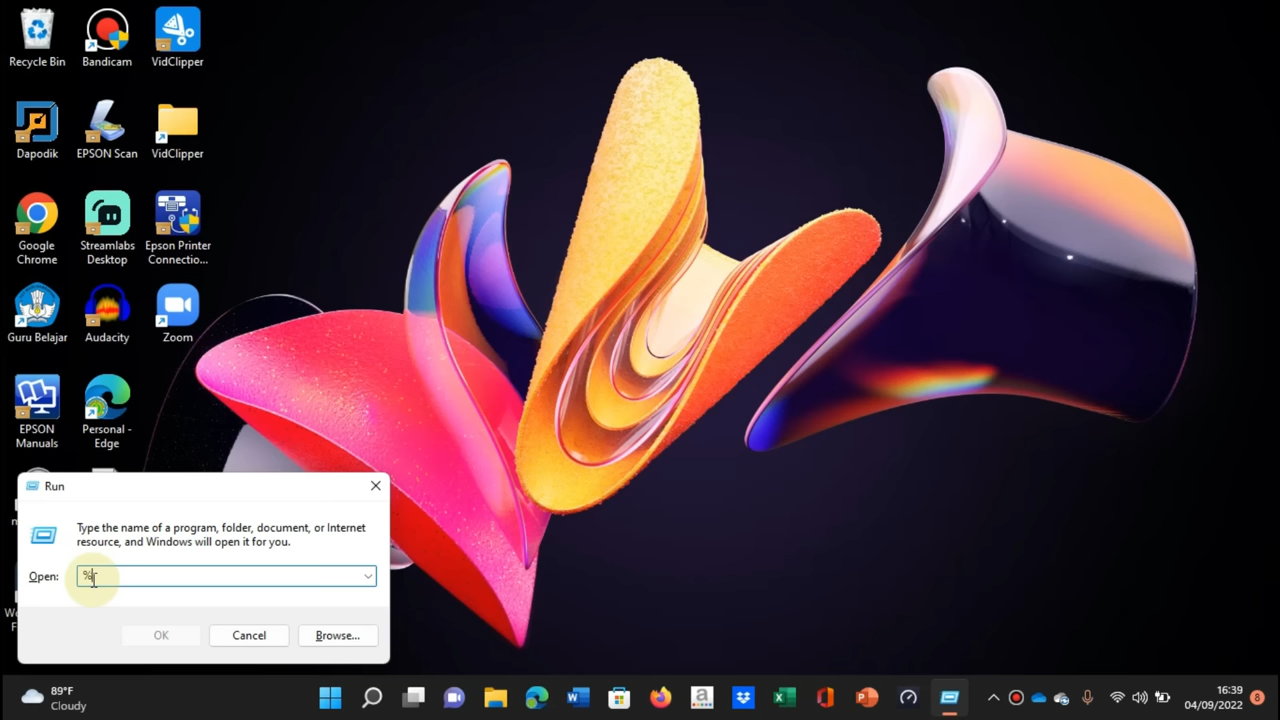 Recycle Bin
Bandicam
VidClipper
Dapodik
EPSON Scan
VidClipper
Google
Chrome
Streamlabs
Desktop
Epson Printer
Connectio...
Guru Belajar
Audacity
Zoom
EPSON
Manuals
Personal -
Edge
Run
Type the name of a program, folder, document, or Internet
resource, and Windows will open it for you.
Open:
%
OK
Cancel
Browse...
89°F
Cloudy
16:39
04/09/2022
8